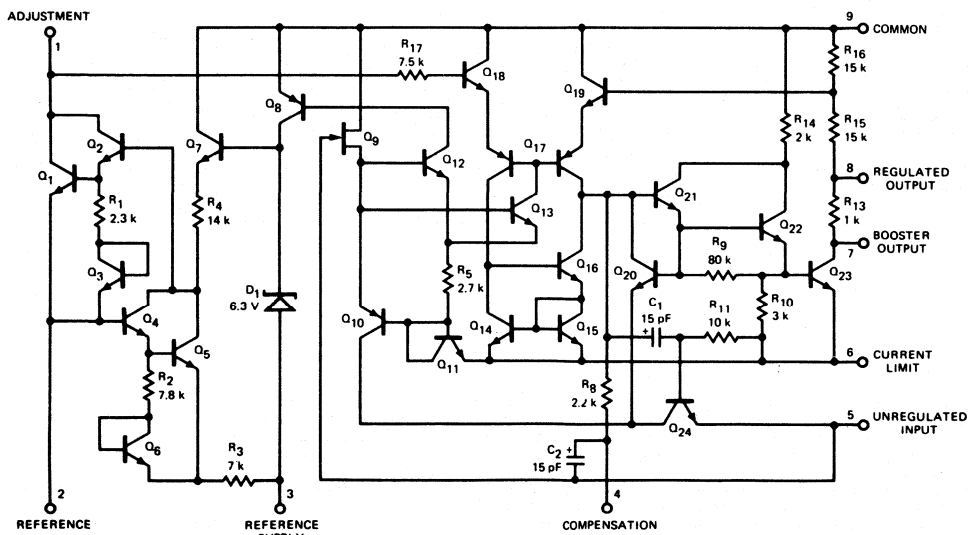 ADJUSTMENT
1
9
COMMON
R17
7.5 k
R16
15 k
Q18
Q8
Q19
Q2
Q7
Q9
R14
2 k
R15
15 k
Q12
Q17
Q1
8
REGULATED
OUTPUT
Q21
R1
2.3 k
R4
14 k
Q13
Q22
R13
1 k
BOOSTER
OUTPUT
7
R9
80 k
Q3
R5
2.7 k
Q16
Q20
Q23
D1
6.3 V
C1
15 pF
R11
10 k
R10
3 k
Q4
Q10
Q14
Q15
Q5
Q11
6
CURRENT
LIMIT
R2
7.8 k
R8
2.2 k
5
UNREGULATED
INPUT
Q24
Q6
R3
7 k
C2
15 pF
2
3
4
REFERENCE
REFERENCE
COMPENSATION